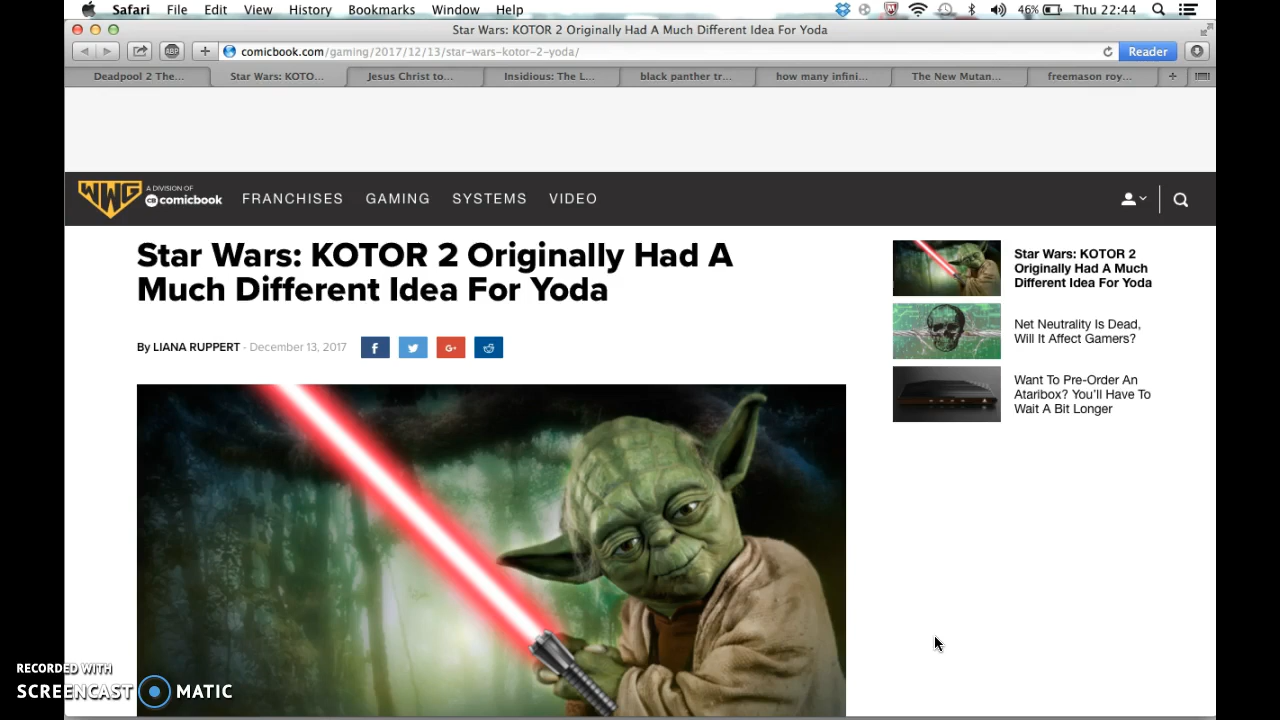 Safari File Edit View History Bookmarks Window Help 46% Thu 22:44
Star Wars: KOTOR 2 Originally Had A Much Different Idea For Yoda
ABP comicbook.com/gaming/2017/12/13/star-wars-kotor-2-yoda/ Reader
Deadpool 2 The... Star Wars: KOTO... Jesus Christ to... Insidious: The L... black panther tr... how many infini... The New Mutan... freemason roy...
WWG A DIVISION OF
CB comicbook
FRANCHISES GAMING SYSTEMS VIDEO
Star Wars: KOTOR 2 Originally Had A
Much Different Idea For Yoda
By LIANA RUPPERT - December 13, 2017
f
G+
Star Wars: KOTOR 2
Originally Had A Much
Different Idea For Yoda
Net Neutrality Is Dead,
Will It Affect Gamers?
Want To Pre-Order An
Ataribox? You'll Have To
Wait A Bit Longer
RECORDED WITH
SCREENCAST MATIC